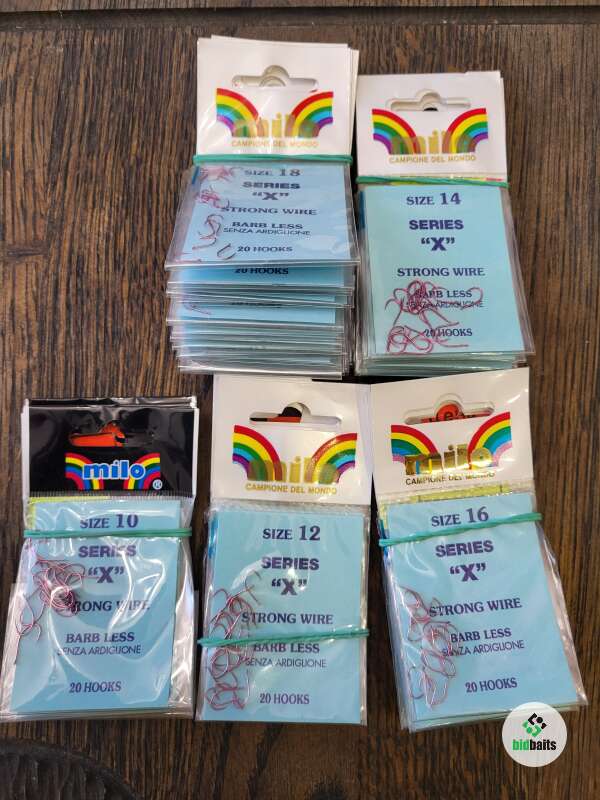 milo
CAMPIONE DEL MONDO
SIZE 18
SERIES
"X"
STRONG WIRE
BARB LESS
SENZA ARDIGLIONE
20 HOOKS
20 HOOKS
milo
CAMPIONE DEL MONDO
SIZE 14
SERIES
"X"
STRONG WIRE
BARB LESS
SENZA ARDIGLIONE
20 HOOKS
milo®
SIZE 10
SERIES
"X"
STRONG WIRE
BARB LESS
SENZA ARDIGLIONE
20 HOOKS
milo
CAMPIONE DEL MONDO
SIZE 12
SERIES
"X"
STRONG WIRE
BARB LESS
SENZA ARDIGLIONE
20 HOOKS
milo
CAMPIONE DEL MONDO
SIZE 16
SERIES
"X"
STRONG WIRE
BARB LESS
SENZA ARDIGLIONE
20 HOOKS
bidbaits